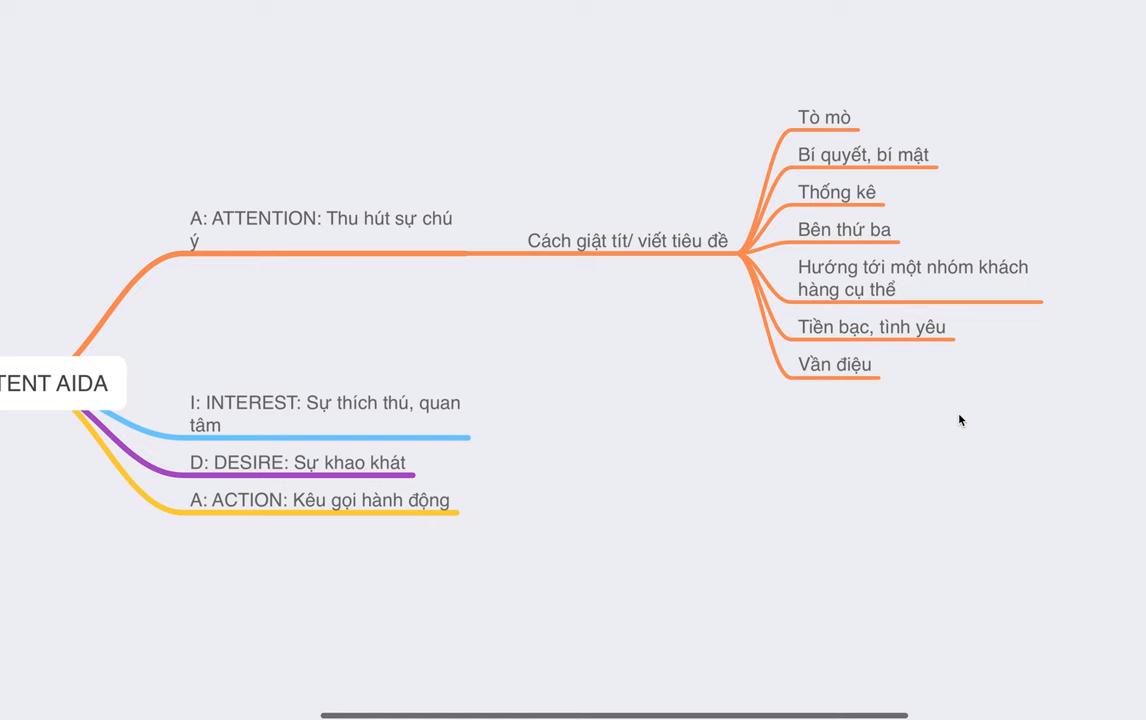 TENT AIDA
A: ATTENTION: Thu hút sự chú
ý
Cách giật tít/ viết tiêu đề
Tò mò
Bí quyết, bí mật
Thống kê
Bên thứ ba
Hướng tới một nhóm khách
hàng cụ thể
Tiền bạc, tình yêu
Vần điệu
I: INTEREST: Sự thích thú, quan
tâm
D: DESIRE: Sự khao khát
A: ACTION: Kêu gọi hành động